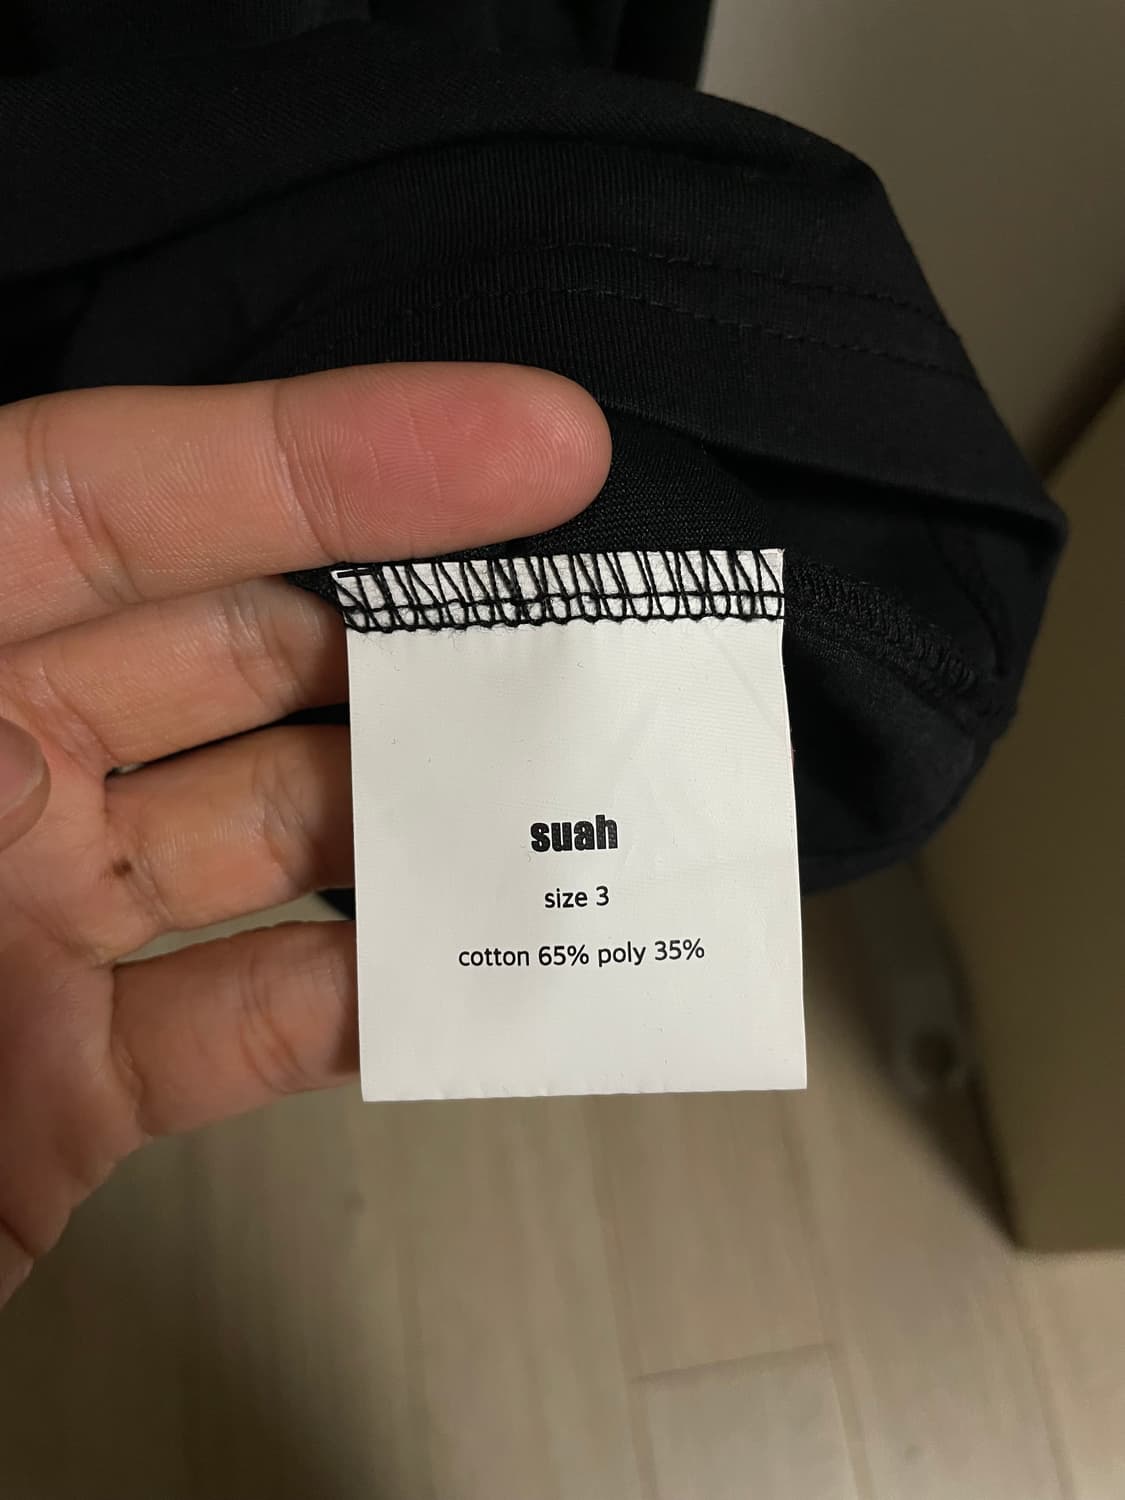 suah
size 3
cotton 65% poly 35%